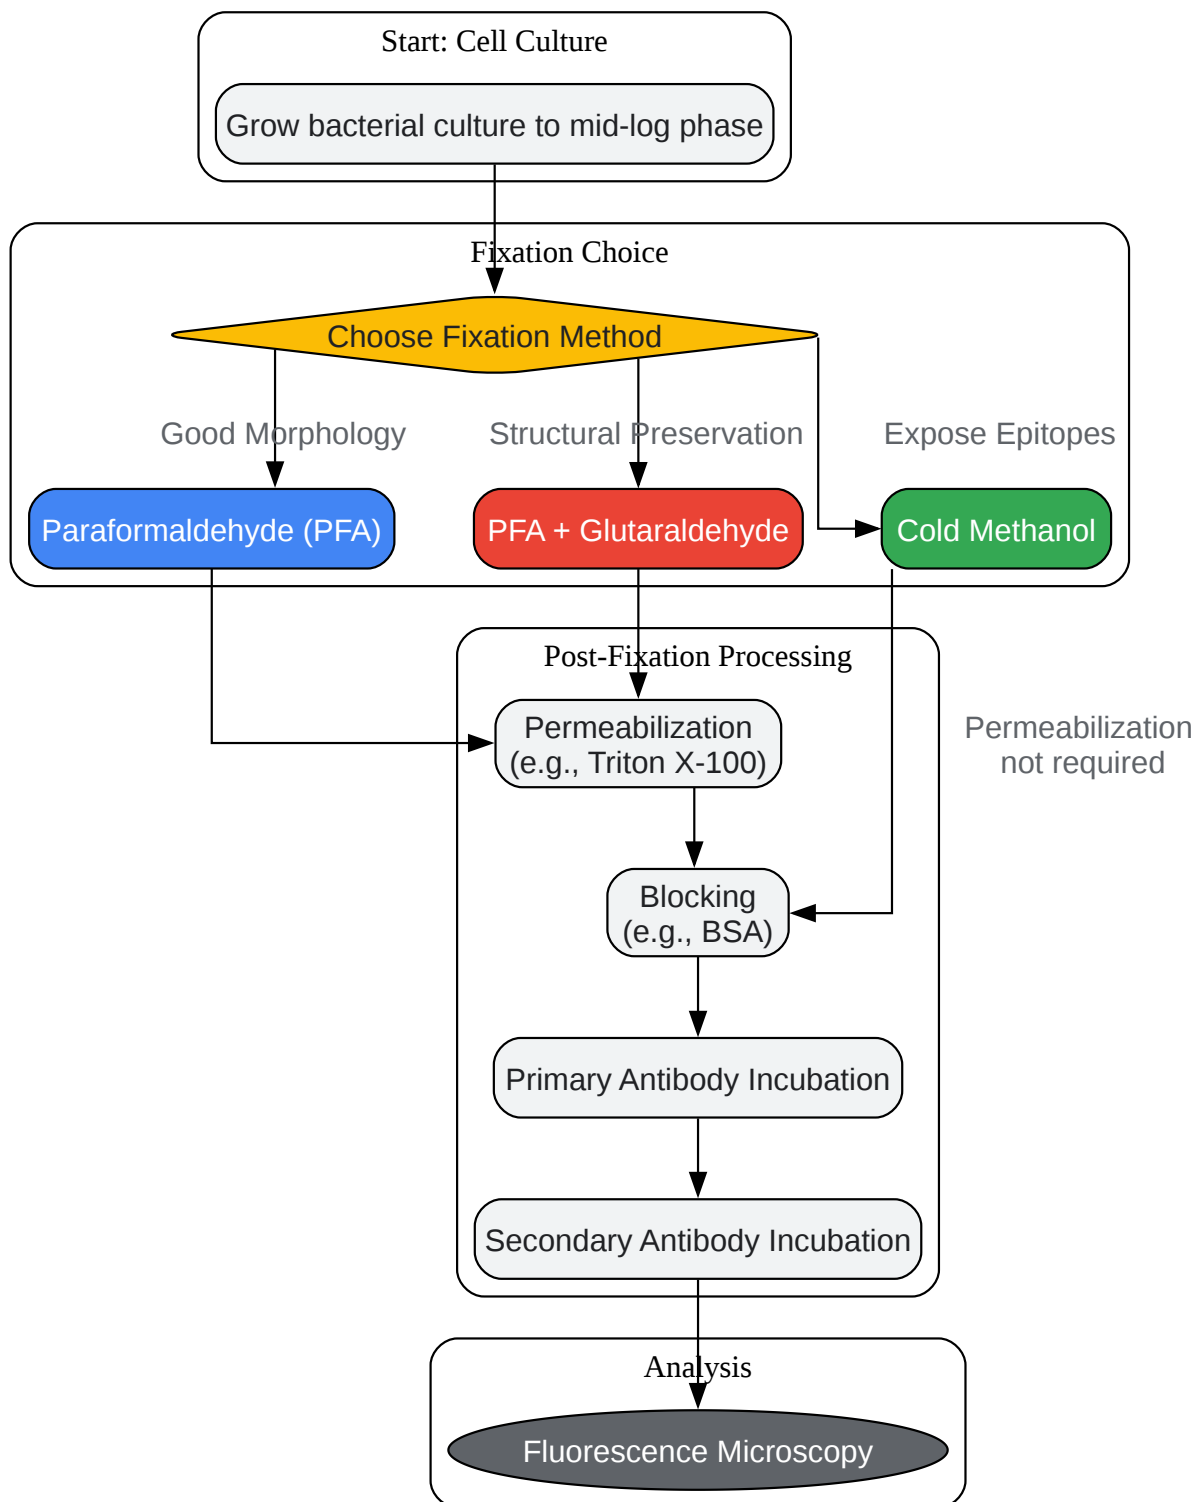 Start: Cell Culture
Grow bacterial culture to mid-log phase
Fixation Choice
Choose Fixation Method
Good Morphology
Structural Preservation
Expose Epitopes
Paraformaldehyde (PFA)
PFA + Glutaraldehyde
Cold Methanol
Post-Fixation Processing
Permeabilization
(e.g., Triton X-100)
Permeabilization
not required
Blocking
(e.g., BSA)
Primary Antibody Incubation
Secondary Antibody Incubation
Analysis
Fluorescence Microscopy